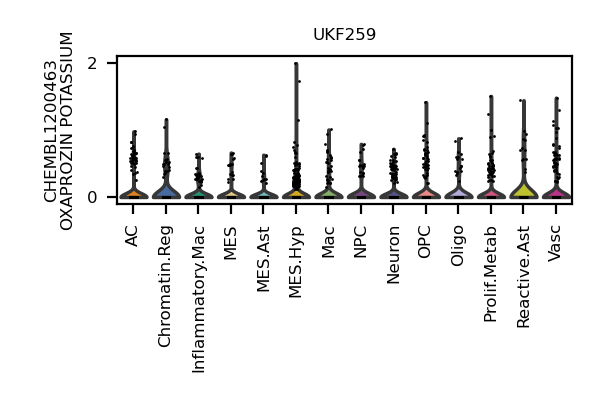 UKF259
CHEMBL1200463
OXAPROZIN POTASSIUM
2
0
AC
Chromatin.Reg
Inflammatory.Mac
MES
MES.Ast
MES.Hyp
Mac
NPC
Neuron
OPC
Oligo
Prolif.Metab
Reactive.Ast
Vasc